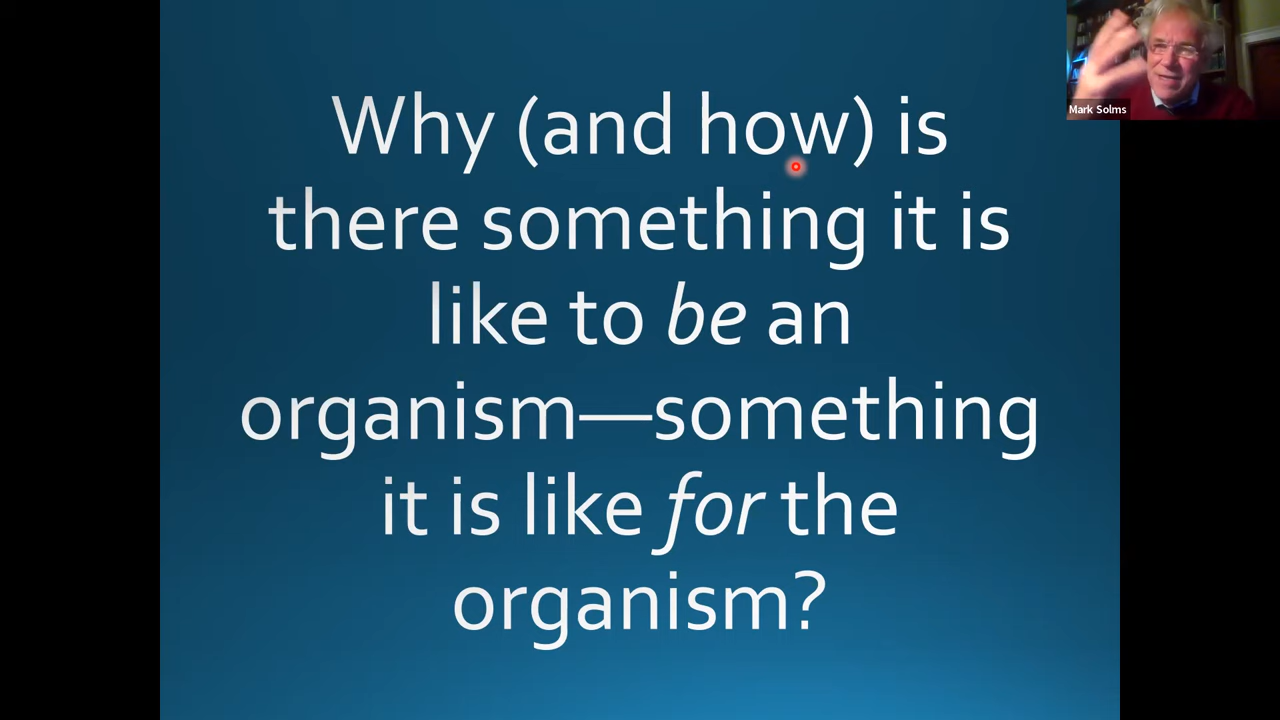 Why (and how) is
there something it is
like to be an
organism—something
it is like for the
organism?
Mark Solms